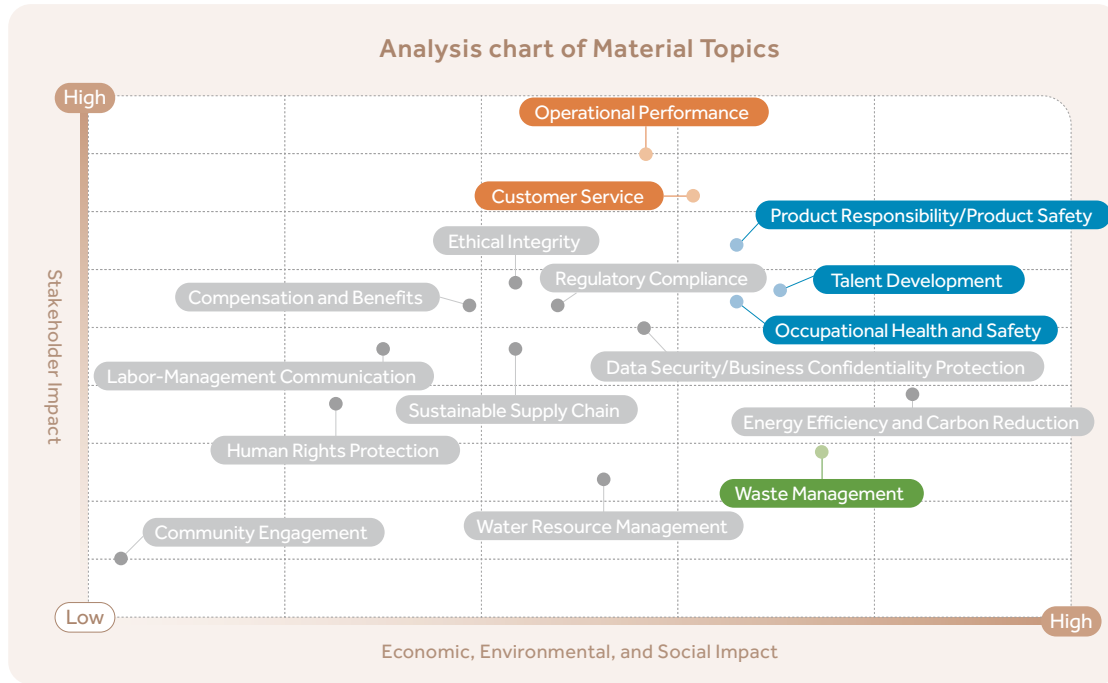 Analysis chart of Material Topics
High
Operational Performance
Customer Service
Product Responsibility/Product Safety
Ethical Integrity
Regulatory Compliance
Talent Development
Compensation and Benefits
Occupational Health and Safety
Data Security/Business Confidentiality Protection
Labor-Management Communication
Sustainable Supply Chain
Energy Efficiency and Carbon Reduction
Human Rights Protection
Waste Management
Water Resource Management
Community Engagement
Stakeholder Impact
Low
High
Economic, Environmental, and Social Impact